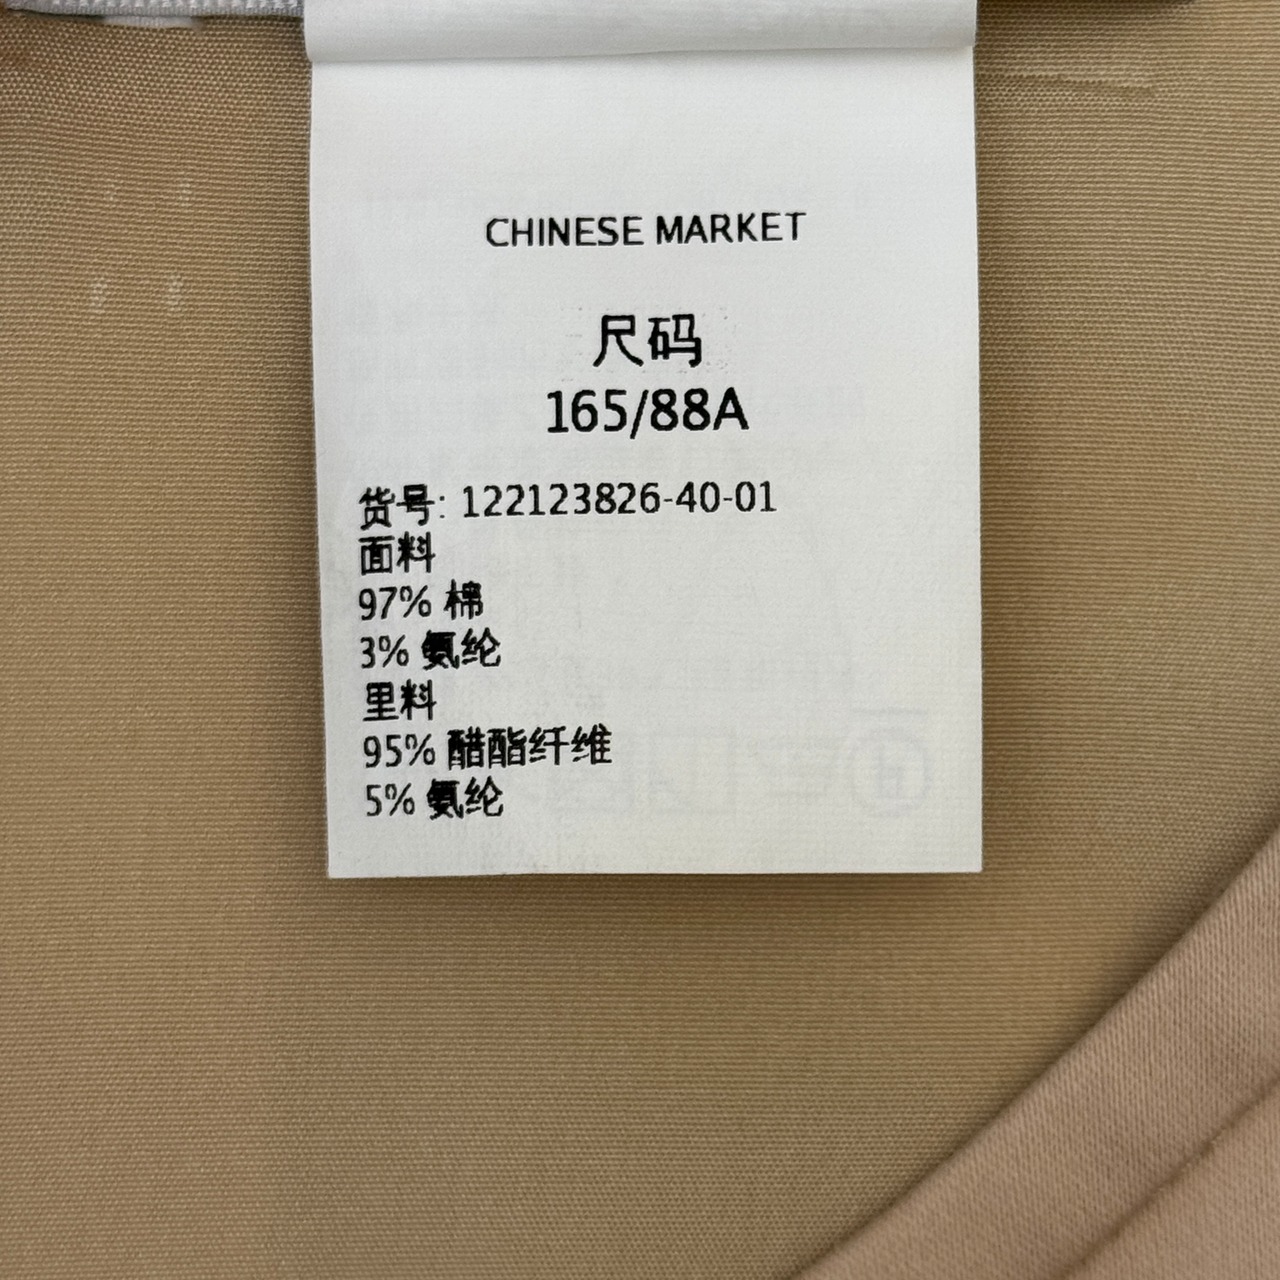 CHINESE MARKET
尺码
165/88A
货号: 122123826-40-01
面料
97% 棉
3% 氨纶
里料
95% 醋酯纤维
5% 氨纶